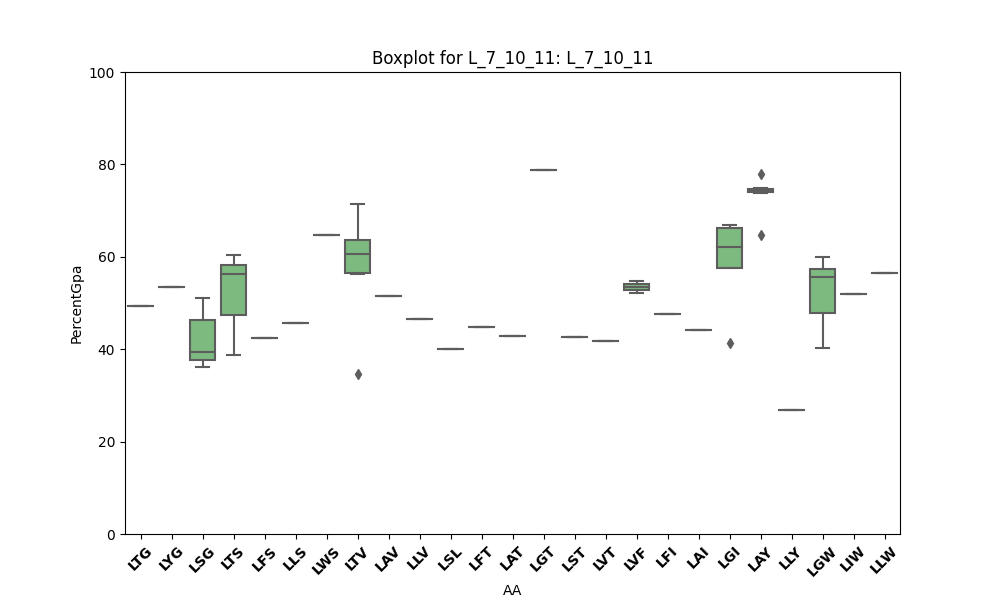 Boxplot for L_7_10_11: L_7_10_11
100
80
60
40
20
0
PercentGpa
LTG LYG LSG LTS LFS LLS LWS LTV LAV LLV LSL LFT LAT LGT LST LVT LVF LFI LAI LGI LAY LLY LGW LIW LLW
AA